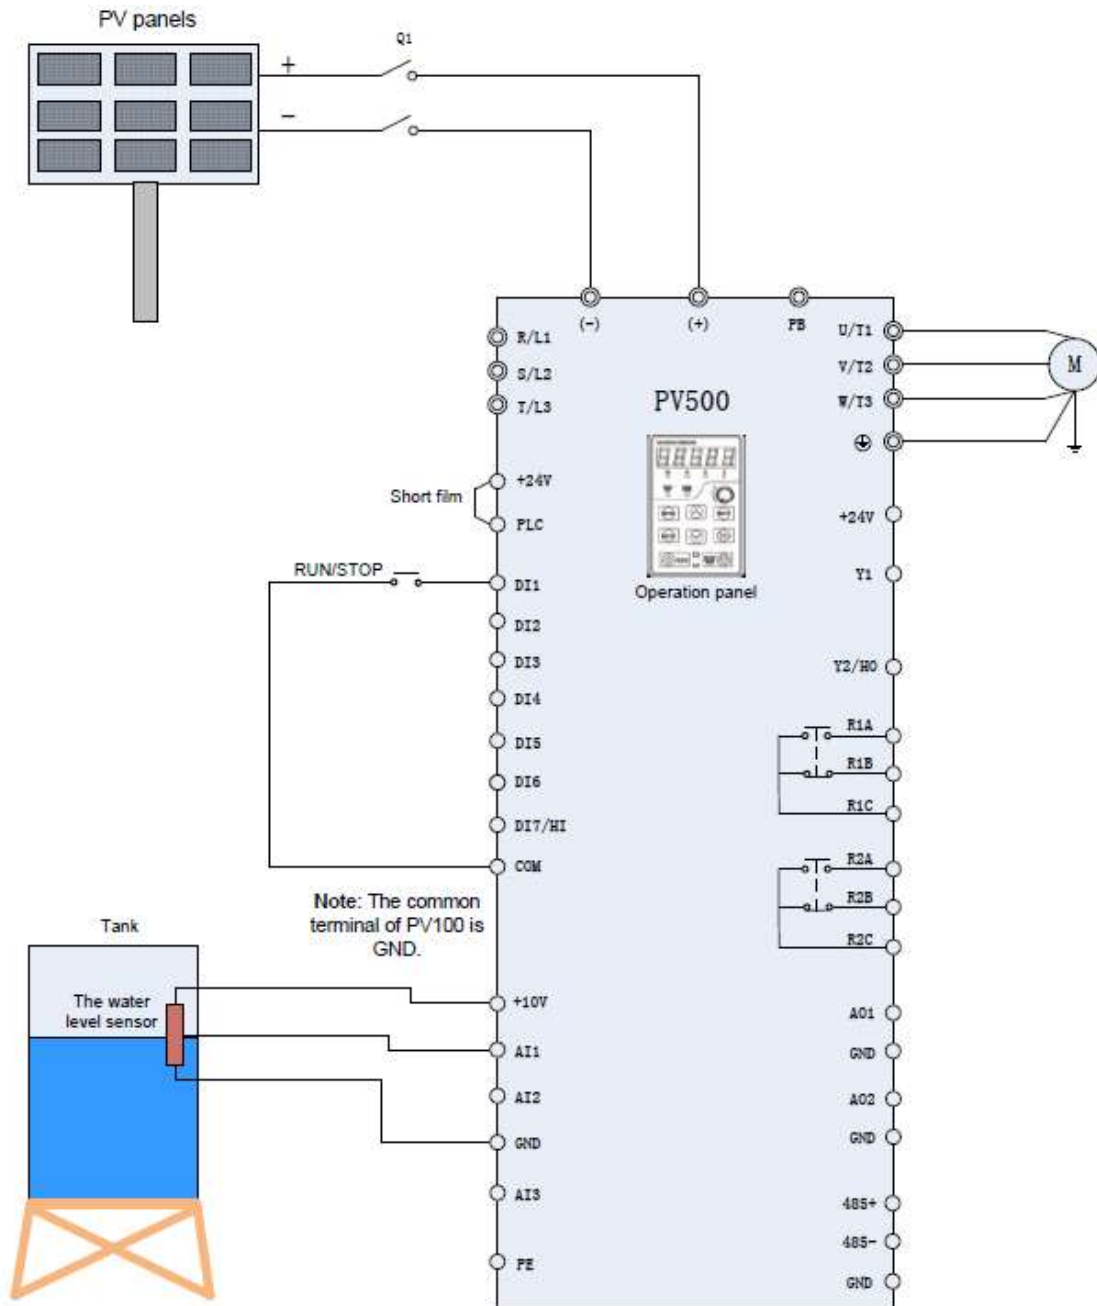 PV panels
+
Q1
-
(-)
(+)
PB
R/L1
S/L2
T/L3
U/T1
V/T2
W/T3
M
PV500
+24V
PLC
Short film
Operation panel
+24V
Y1
RUN/STOP
DI1
DI2
DI3
DI4
DI5
DI6
DI7/HI
COM
Y2/HO
R1A
R1B
R1C
R2A
R2B
R2C
Note: The common
terminal of PV100 is
GND.
Tank
The water
level sensor
+10V
AI1
AI2
GND
AI3
PE
AO1
GND
AO2
GND
485+
485-
GND